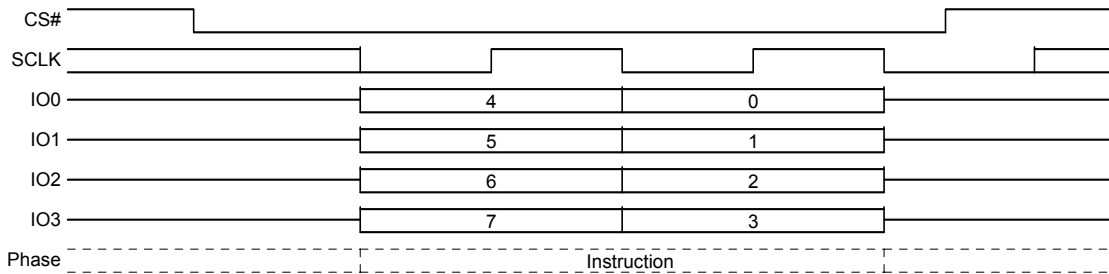 CS#
SCLK
IO0 4 0
IO1 5 1
IO2 6 2
IO3 7 3
Phase Instruction